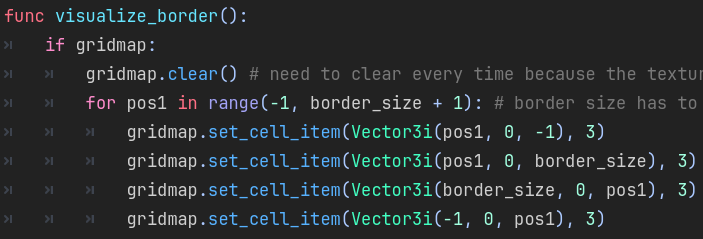 func visualize_border():
if gridmap:
gridmap.clear() # need to clear every time because the textur
for pos1 in range(-1, border_size + 1): # border size has to
gridmap.set_cell_item(Vector3i(pos1, 0, -1), 3)
gridmap.set_cell_item(Vector3i(pos1, 0, border_size), 3)
gridmap.set_cell_item(Vector3i(border_size, 0, pos1), 3)
gridmap.set_cell_item(Vector3i(-1, 0, pos1), 3)